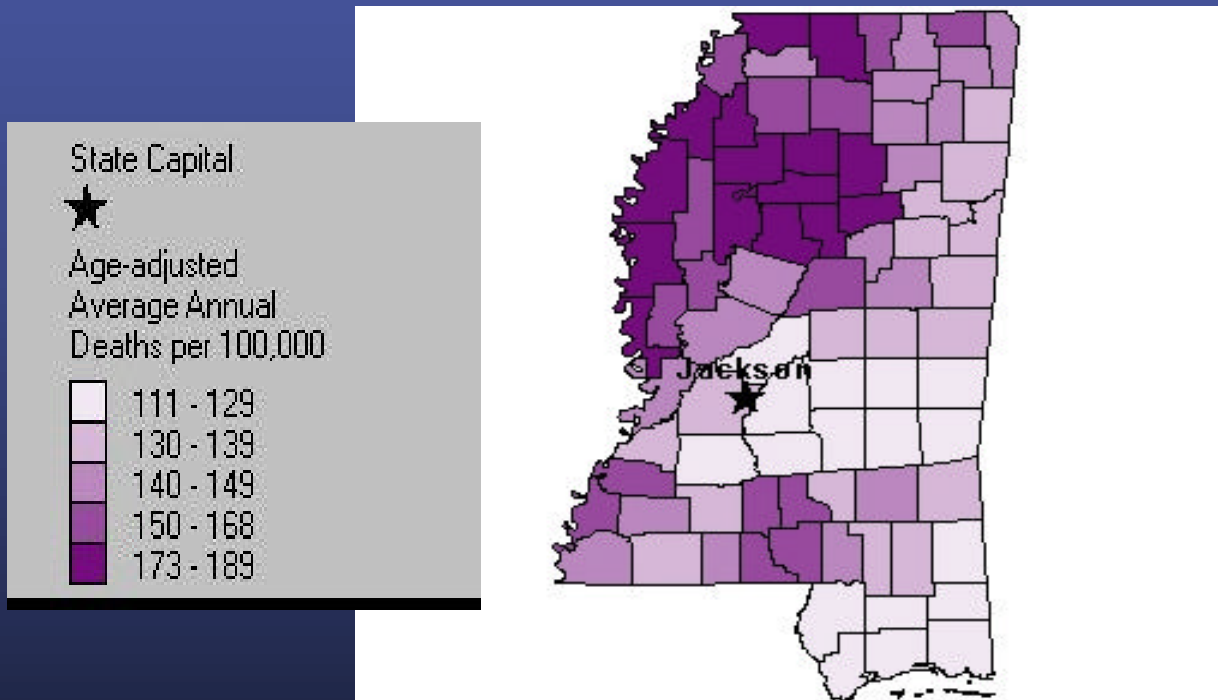 State Capital
Age-adjusted
Average Annual
Deaths per 100,000
111 - 129
130 - 139
140 - 149
150 - 168
173 - 189
Jackson